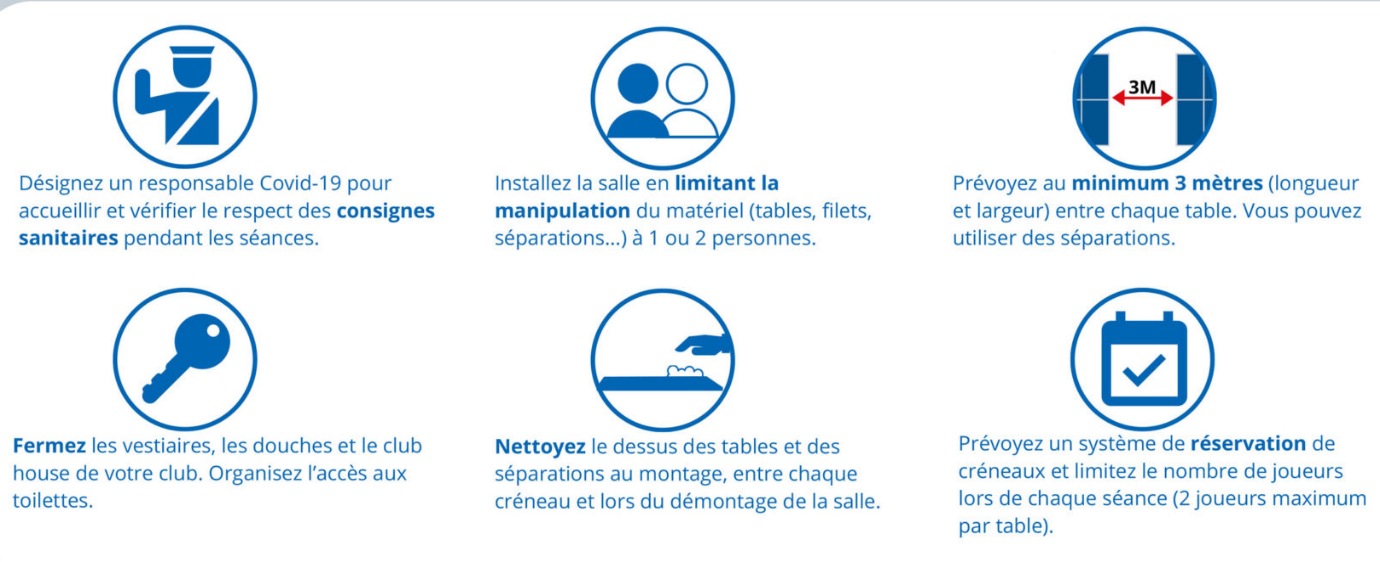 Désignez un responsable Covid-19 pour
accueillir et vérifier le respect des consignes
sanitaires pendant les séances.
Installez la salle en limitant la
manipulation du matériel (tables, filets,
séparations...) à 1 ou 2 personnes.
3M
Prévoyez au minimum 3 mètres (longueur
et largeur) entre chaque table. Vous pouvez
utiliser des séparations.
Fermez les vestiaires, les douches et le club
house de votre club. Organisez l'accès aux
toilettes.
Nettoyez le dessus des tables et des
séparations au montage, entre chaque
créneau et lors du démontage de la salle.
Prévoyez un système de réservation de
créneaux et limitez le nombre de joueurs
lors de chaque séance (2 joueurs maximum
par table).